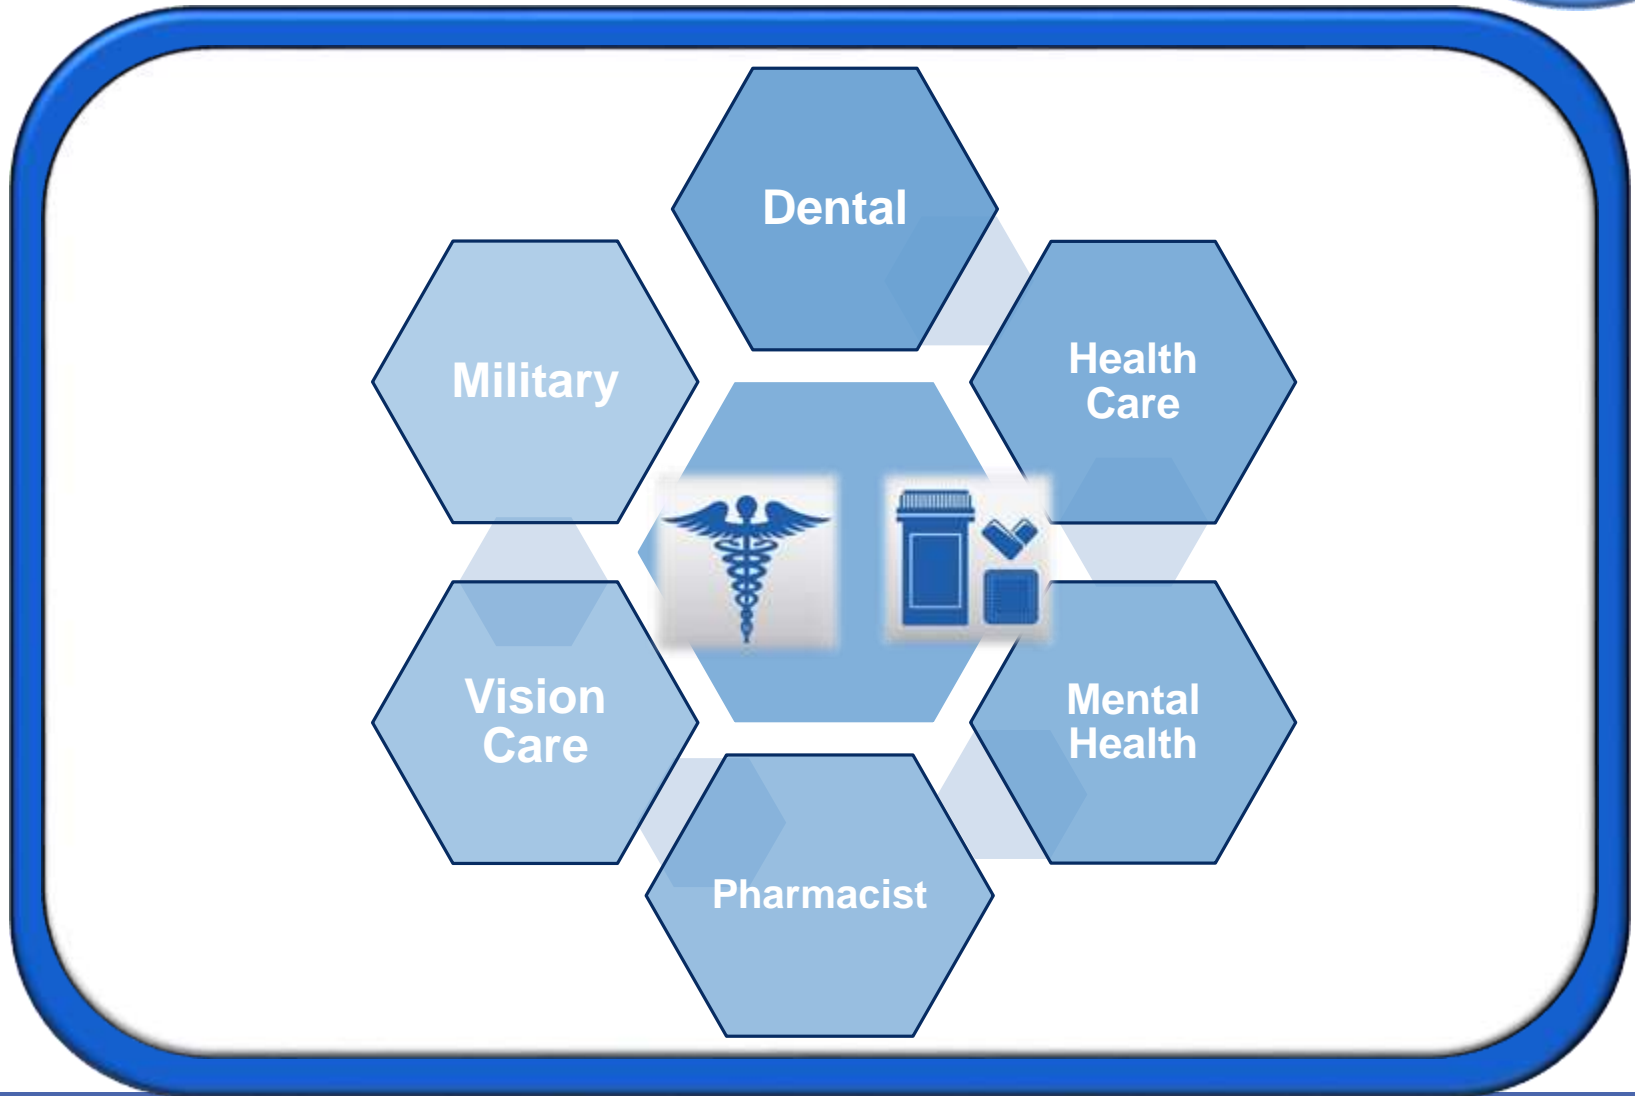 Dental
Military
Health
Care
Vision
Care
Mental
Health
Pharmacist